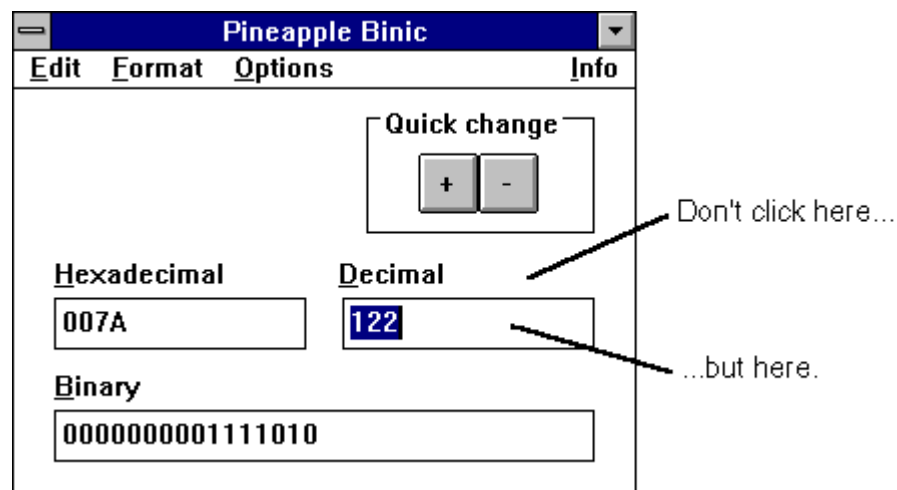 Pineapple Binic
Edit Format Options Info
Quick change
+ -
Don't click here...
Hexadecimal Decimal
007A 122
...but here.
Binary
0000000001111010